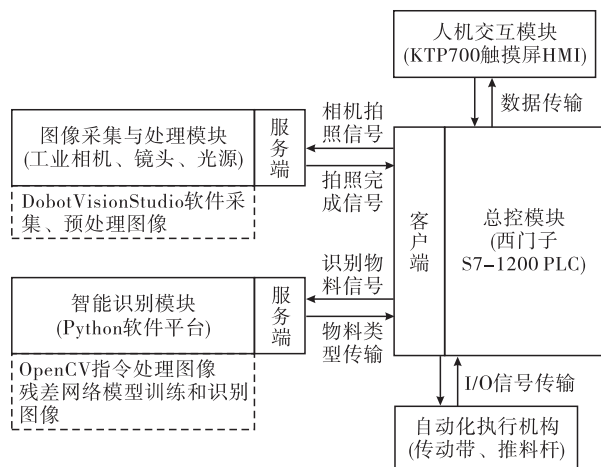 人机交互模块
(KTP700触摸屏HMI)
数据传输
图像采集与处理模块
(工业相机、镜头、光源)
服务端
DobotVisionStudio软件采
集、预处理图像
相机拍
照信号
拍照完
成信号
客户端
总控模块
(西门子
S7-1200 PLC)
智能识别模块
(Python软件平台)
服务端
OpenCV指令处理图像
残差网络模型训练和识别
图像
识别物
料信号
物料类
型传输
I/O信号传输
自动化执行机构
(传动带、推料杆)